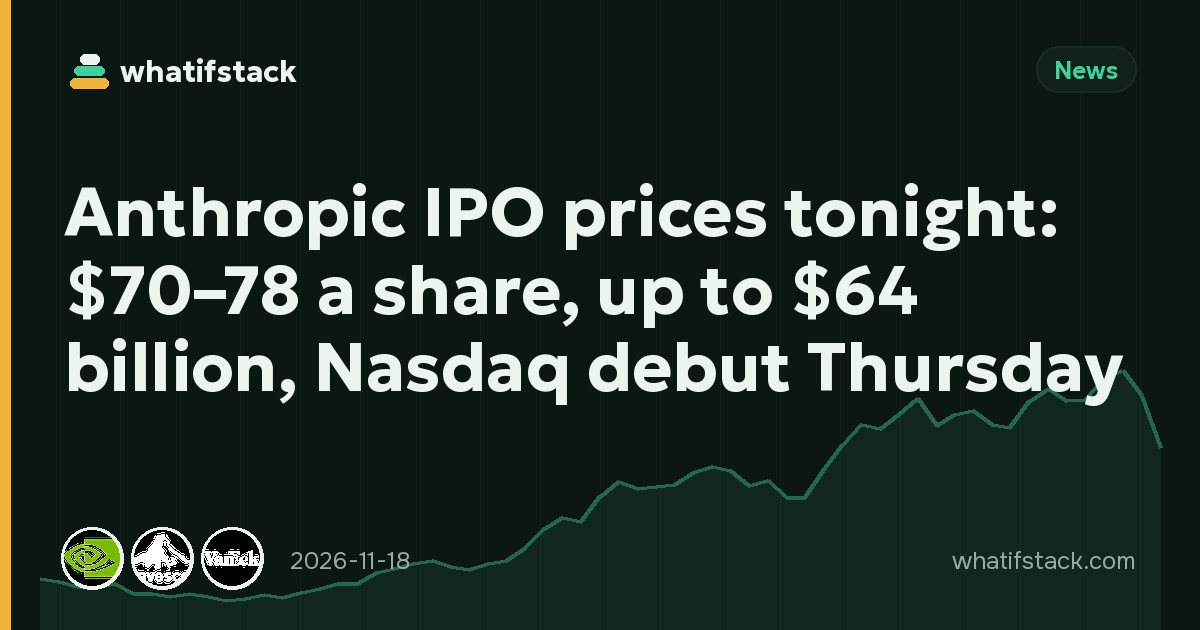 whatifstack
News
Anthropic IPO prices tonight:
$70–78 a share, up to $64
billion, Nasdaq debut Thursday
VanEck
2026-11-18
whatifstack.com